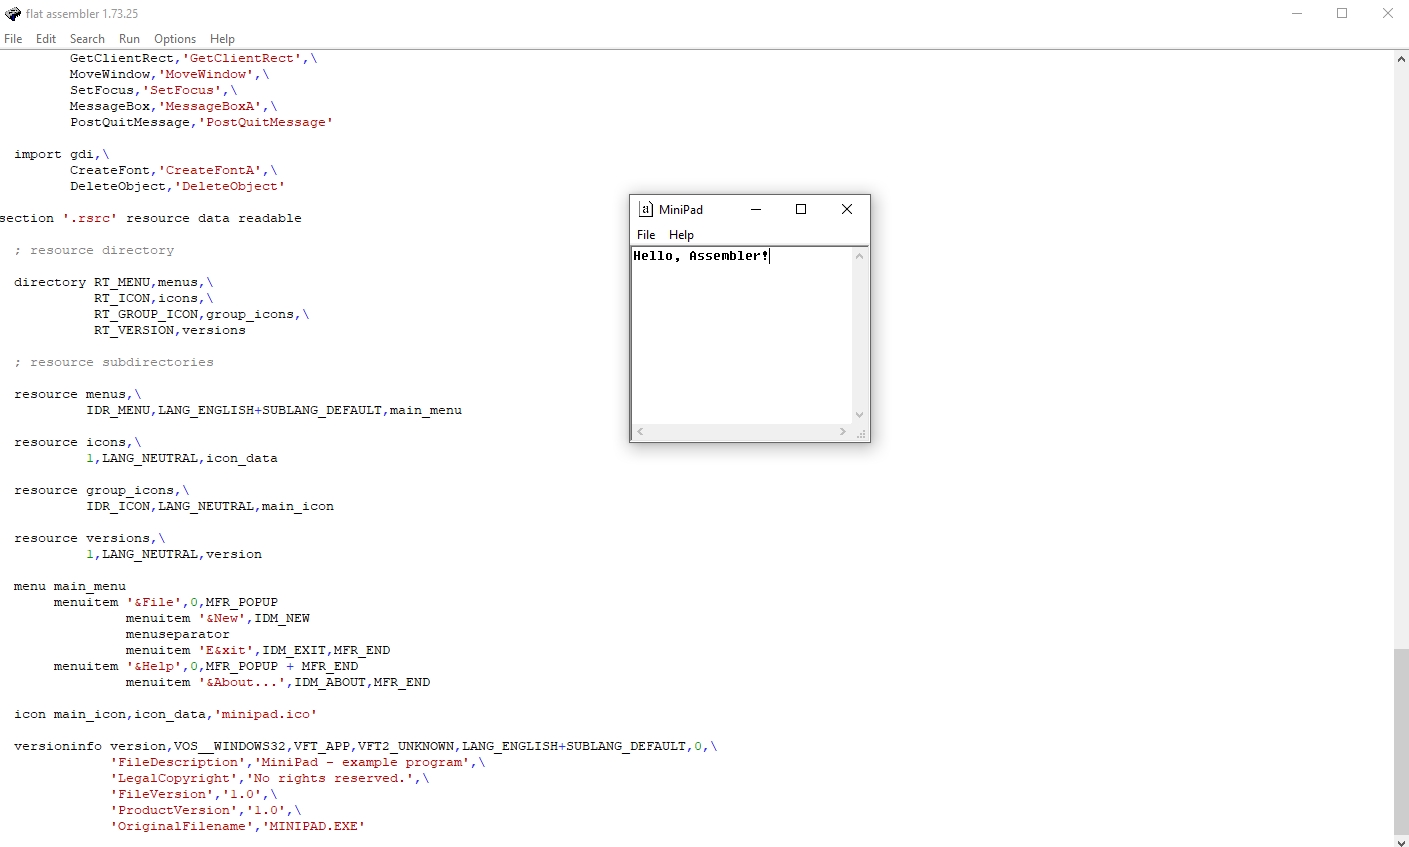 flat assembler 1.73.25
File Edit Search Run Options Help
GetClientRect,'GetClientRect',\
MoveWindow,'MoveWindow',\
SetFocus,'SetFocus',\
MessageBox,'MessageBoxA',\
PostQuitMessage,'PostQuitMessage'
import gdi,\
CreateFont,'CreateFontA',\
DeleteObject,'DeleteObject'
section '.rsrc' resource data readable
; resource directory
directory RT_MENU,menus,\
RT_ICON,icons,\
RT_GROUP_ICON,group_icons,\
RT_VERSION,versions
; resource subdirectories
resource menus,\
IDR_MENU,LANG_ENGLISH+SUBLANG_DEFAULT,main_menu
resource icons,\
1,LANG_NEUTRAL,icon_data
resource group_icons,\
IDR_ICON,LANG_NEUTRAL,main_icon
resource versions,\
1,LANG_NEUTRAL,version
menu main_menu
menuitem '&File',0,MFR_POPUP
menuitem '&New',IDM_NEW
menuseparator
menuitem 'E&xit',IDM_EXIT,MFR_END
menuitem '&Help',0,MFR_POPUP + MFR_END
menuitem '&About...',IDM_ABOUT,MFR_END
icon main_icon,icon_data,'minipad.ico'
versioninfo version,VOS__WINDOWS32,VFT_APP,VFT2_UNKNOWN,LANG_ENGLISH+SUBLANG_DEFAULT,0,\
'FileDescription','MiniPad - example program',\
'LegalCopyright','No rights reserved.',\
'FileVersion','1.0',\
'ProductVersion','1.0',\
'OriginalFilename','MINIPAD.EXE'
a MiniPad
File Help
Hello, Assembler!